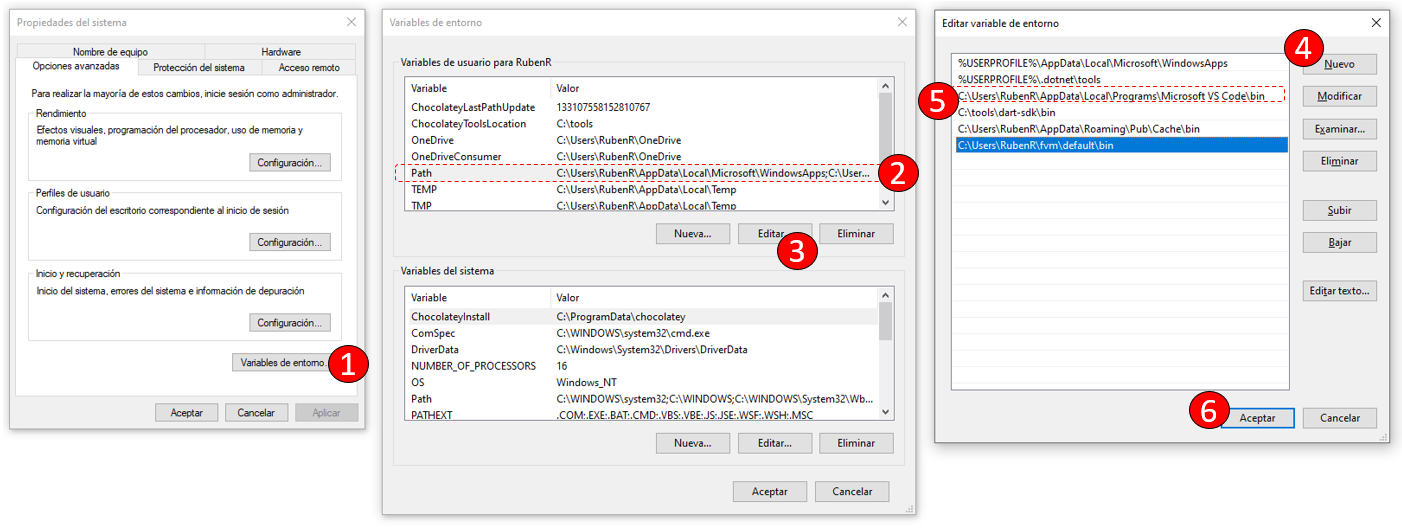 Propiedades del sistema
Nombre de equipo
Hardware
Opciones avanzadas
Protección del sistema
Acceso remoto
Para realizar la mayoría de estos cambios, inicie sesión como administrador.
Rendimiento
Efectos visuales, programación del procesador, uso de memoria y
memoria virtual
Configuración...
Perfiles de usuario
Configuración del escritorio correspondiente al inicio de sesión
Configuración...
Inicio y recuperación
Inicio del sistema, errores del sistema e información de depuración
Configuración...
Variables de entorno.
1
Aceptar
Cancelar
Aplicar
Variables de entorno
Variables de usuario para RubenR
Variable Valor
ChocolateyLastPathUpdate 133107558152810767
ChocolateyToolsLocation C:\tools
OneDrive C:\Users\RubenR\OneDrive
OneDriveConsumer C:\Users\RubenR\OneDrive
Path C:\Users\RubenR\AppData\Local\Microsoft\WindowsApps;C:\User...
2
TEMP C:\Users\RubenR\AppData\Local\Temp
TMP C:\Users\RubenR\AppData\Local\Temp
Nueva...
Editar
3
Eliminar
Variables del sistema
Variable Valor
ChocolateyInstall C:\ProgramData\chocolatey
ComSpec C:\WINDOWS\system32\cmd.exe
DriverData C:\Windows\System32\Drivers\DriverData
NUMBER_OF_PROCESSORS 16
OS Windows_NT
Path C:\WINDOWS\system32;C:\WINDOWS;C:\WINDOWS\System32\Wb...
PATHEXT .COM;.EXE;.BAT;.CMD;.VBS;.VBE;.JS;.JSE;.WSF;.WSH;.MSC
Nueva...
Editar...
Eliminar
Aceptar
Cancelar
Editar variable de entorno
4
%USERPROFILE%\AppData\Local\Microsoft\WindowsApps
%USERPROFILE%\.dotnet\tools
5
C:\Users\RubenR\AppData\Local\Programs\Microsoft VS Code\bin
C:\tools\dart-sdk\bin
C:\Users\RubenR\AppData\Roaming\Pub\Cache\bin
C:\Users\RubenR\fvm\default\bin
Nuevo
Modificar
Examinar...
Eliminar
Subir
Bajar
Editar texto...
6
Aceptar
Cancelar